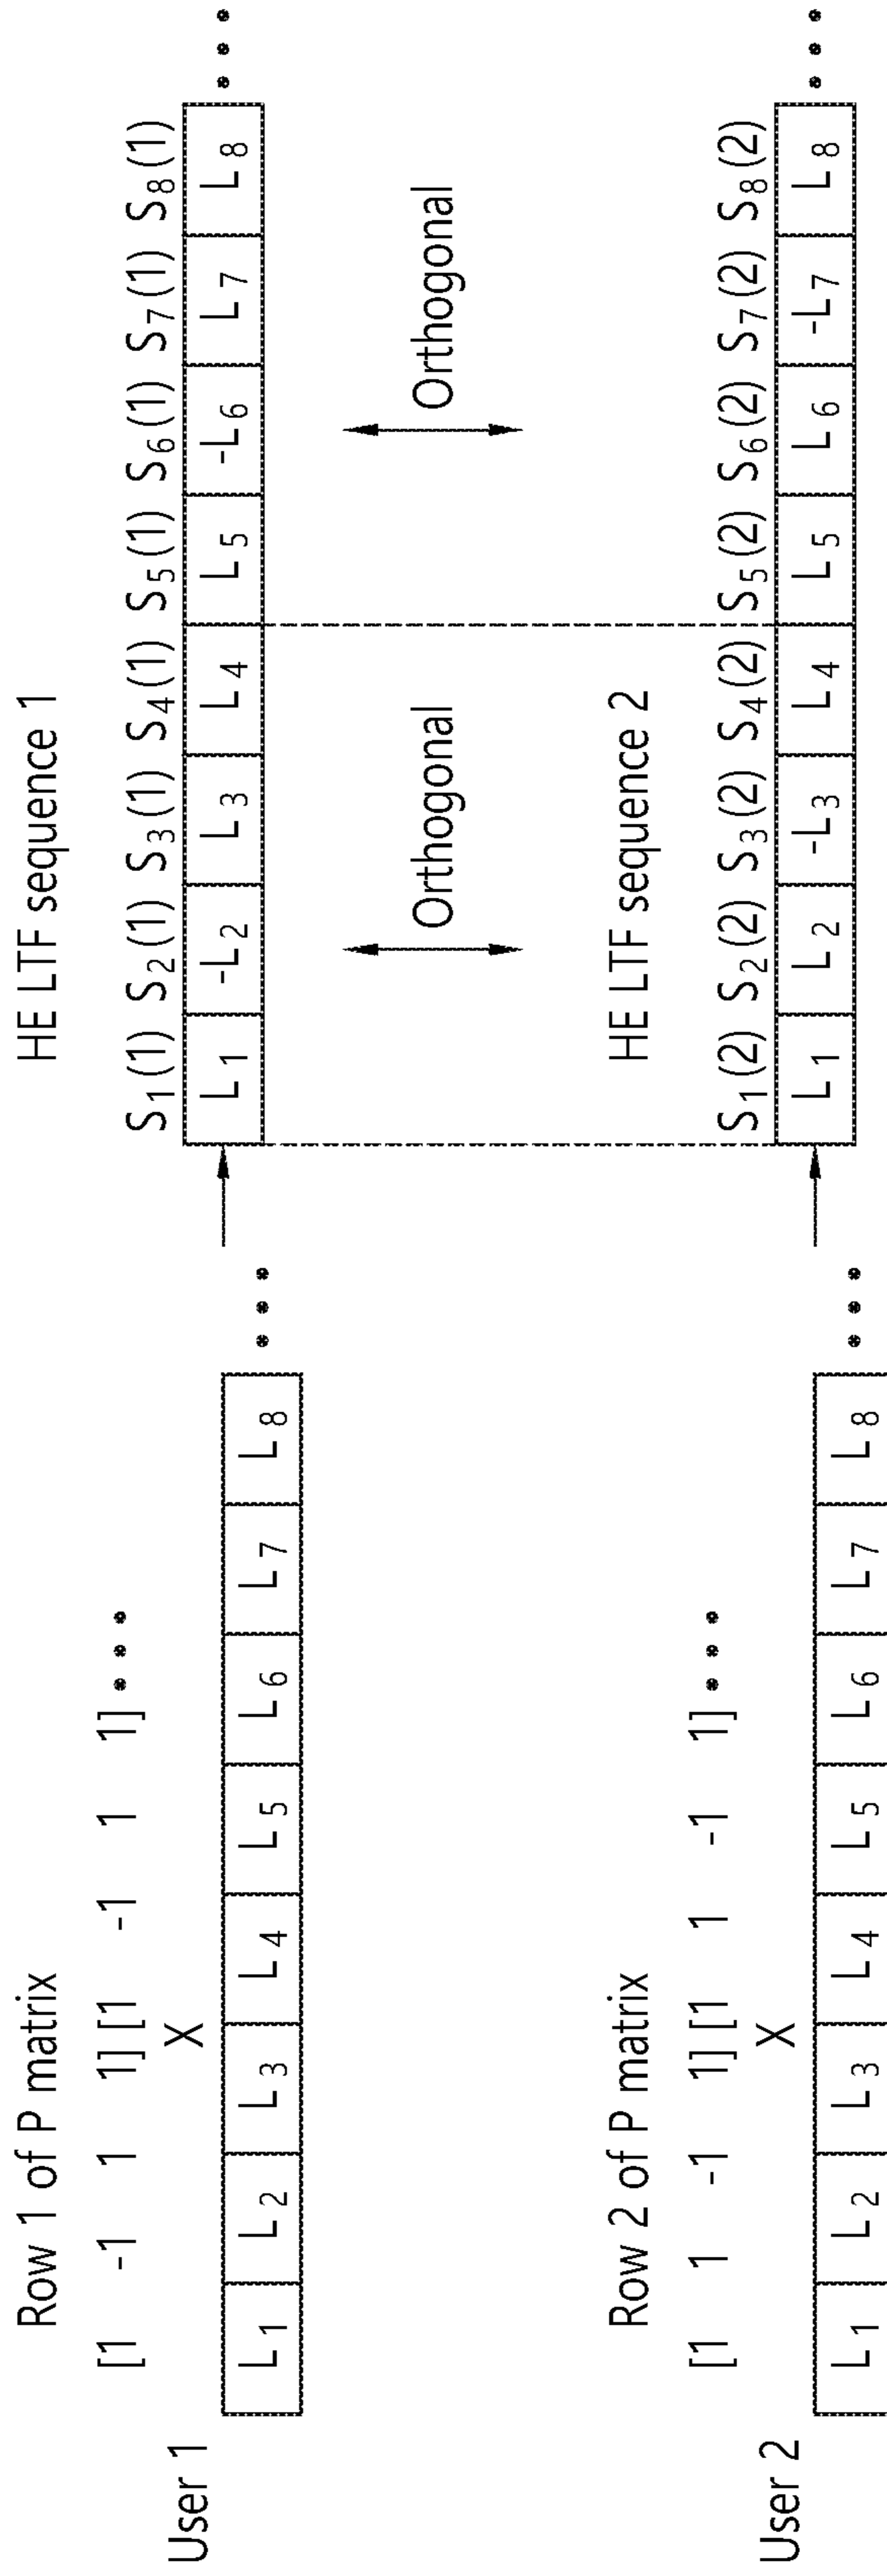 Row 1 of P matrix
[1 -1 1 1] [1 -1 1 1] •••
X
User 1
L1 L2 L3 L4 L5 L6 L7 L8 •••
HE LTF sequence 1
S1(1) S2(1) S3(1) S4(1) S5(1) S6(1) S7(1) S8(1)
L1 -L2 L3 L4 L5 -L6 L7 L8 •••
Orthogonal
Orthogonal
Row 2 of P matrix
[1 1 -1 1] [1 1 -1 1] •••
X
User 2
L1 L2 L3 L4 L5 L6 L7 L8 •••
HE LTF sequence 2
S1(2) S2(2) S3(2) S4(2) S5(2) S6(2) S7(2) S8(2)
L1 L2 -L3 L4 L5 L6 -L7 L8 •••